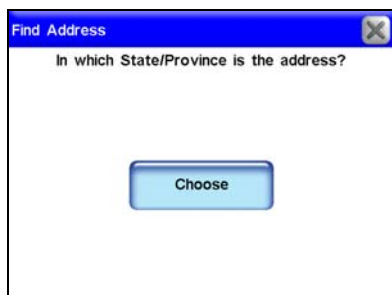 Find Address
In which State/Province is the address?
Choose